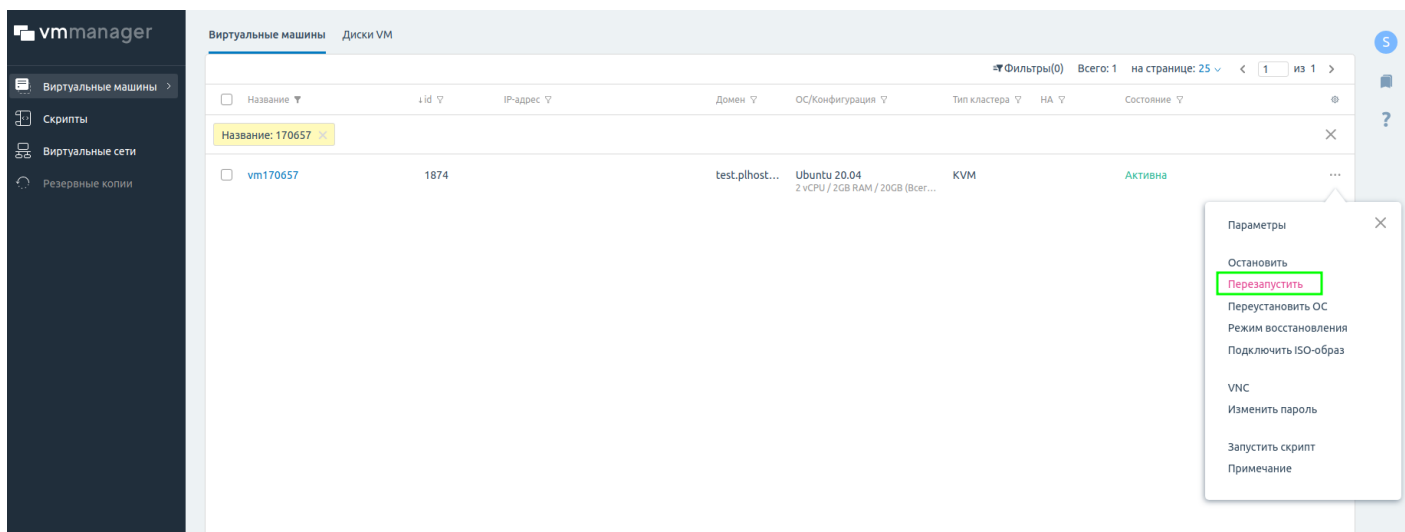 vmmanager
Виртуальные машины
Скрипты
Виртуальные сети
Резервные копии
Виртуальные машины Диски VM
Фильтры(0) Всего: 1 на странице: 25 1 из 1
Название id IP-адрес Домен ОС/Конфигурация Тип кластера HA Состояние
Название: 170657
vm170657 1874 test.plhost... Ubuntu 20.04 KVM Активна
2 vCPU / 2GB RAM / 20GB (Всег...
Параметры
Остановить
Перезапустить
Переустановить ОС
Режим восстановления
Подключить ISO-образ
VNC
Изменить пароль
Запустить скрипт
Примечание
S
?